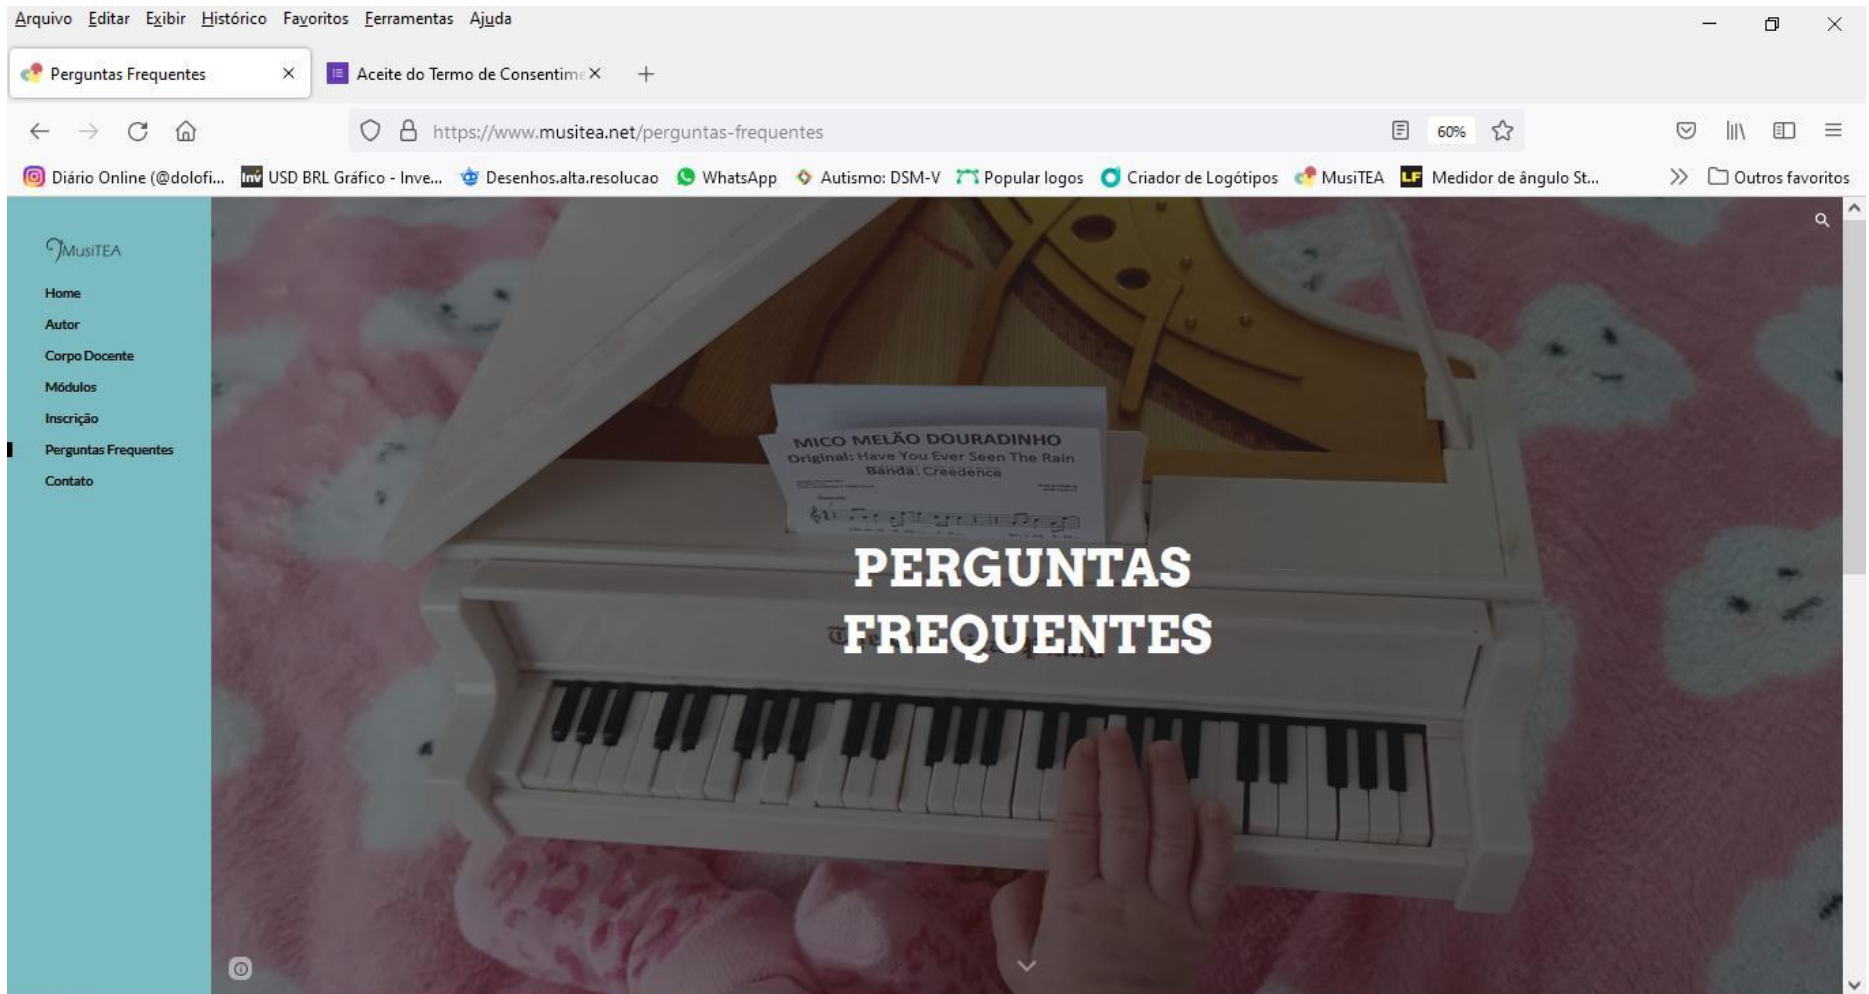 Arquivo Editar Exibir Histórico Favoritos Ferramentas Ajuda
Perguntas Frequentes
Aceite do Termo de Consentime
https://www.musitea.net/perguntas-frequentes
60%
Diário Online (@dolofi...
Inv USD BRL Gráfico - Inve...
Desenhos.alta.resolucao
WhatsApp
Autismo: DSM-V
Popular logos
Criador de Logótipos
MusiTEA
LF Medidor de ângulo St...
Outros favoritos
MUSITEA
Home
Autor
Corpo Docente
Módulos
Inscrição
Perguntas Frequentes
Contato
MICO MELÃO DOURADINHO
Original: Have You Ever Seen The Rain
Banda: Creedence
PERGUNTAS
FREQUENTES